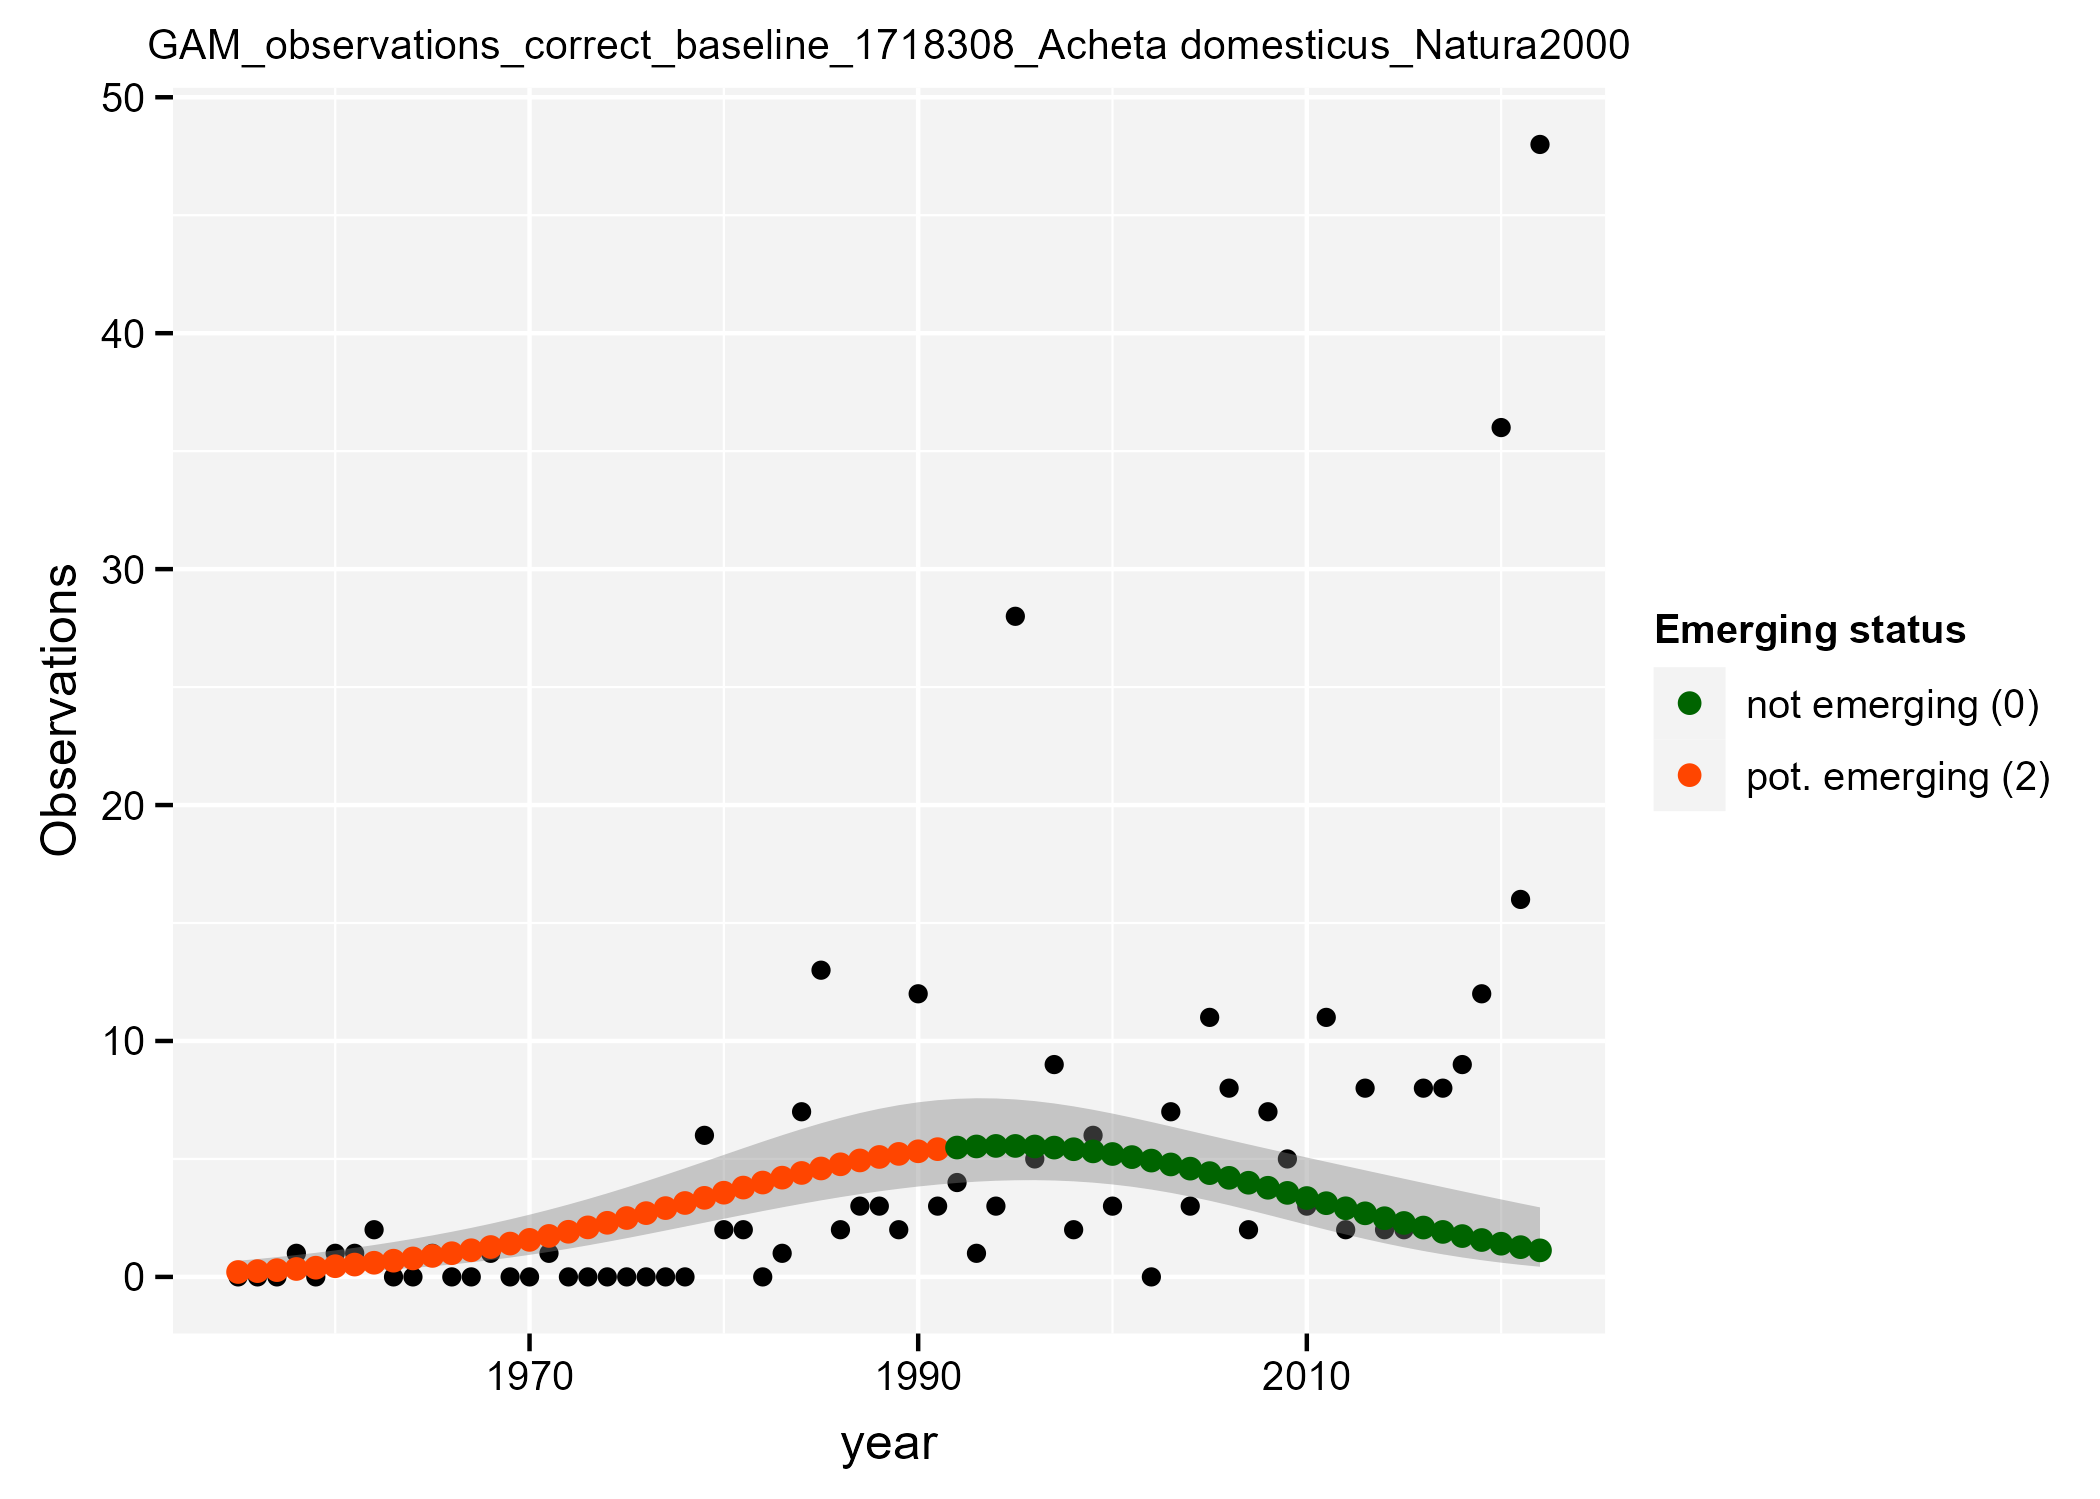 GAM_observations_correct_baseline_1718308_Acheta domesticus_Natura2000
50
40
30
20
10
0
Observations
1970
1990
2010
year
Emerging status
not emerging (0)
pot. emerging (2)